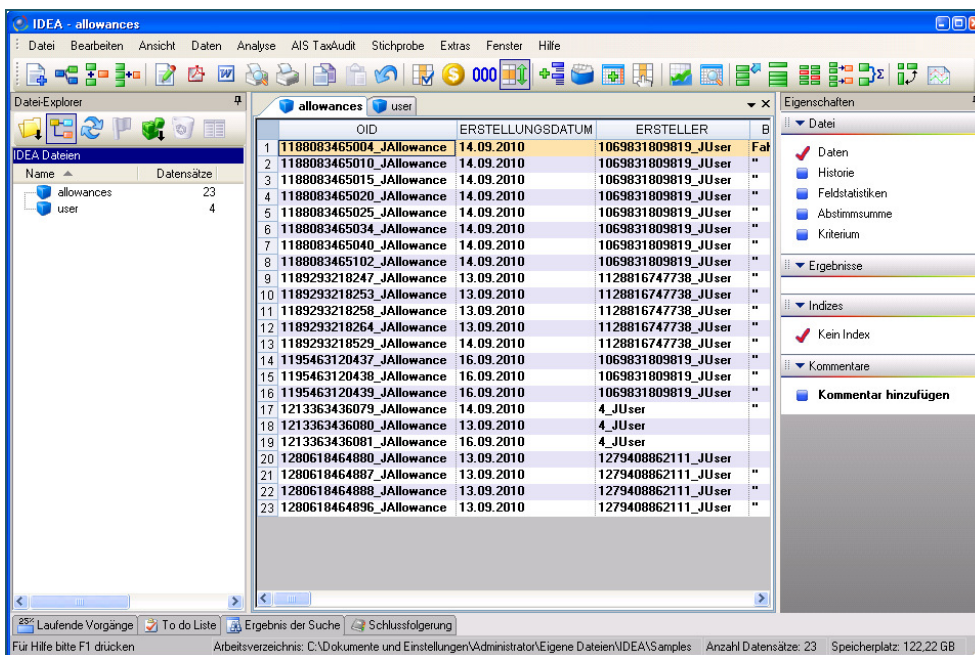 IDEA - allowances
Datei Bearbeiten Ansicht Daten Analyse AIS TaxAudit Stichprobe Extras Fenster Hilfe
000
Datei-Explorer
IDEA Dateien
Name Datensätze
allowances 23
user 4
allowances user
OID ERSTELLUNGSDATUM ERSTELLER B
1 1188083465004_JAllowance 14.09.2010 1069831809819_JUser Fah
2 1188083465010_JAllowance 14.09.2010 1069831809819_JUser "
3 1188083465015_JAllowance 14.09.2010 1069831809819_JUser "
4 1188083465020_JAllowance 14.09.2010 1069831809819_JUser "
5 1188083465025_JAllowance 14.09.2010 1069831809819_JUser "
6 1188083465034_JAllowance 14.09.2010 1069831809819_JUser "
7 1188083465040_JAllowance 14.09.2010 1069831809819_JUser "
8 1188083465102_JAllowance 14.09.2010 1069831809819_JUser "
9 1189293218247_JAllowance 13.09.2010 1128816747738_JUser "
10 1189293218253_JAllowance 13.09.2010 1128816747738_JUser "
11 1189293218258_JAllowance 13.09.2010 1128816747738_JUser "
12 1189293218264_JAllowance 13.09.2010 1128816747738_JUser "
13 1189293218529_JAllowance 14.09.2010 1128816747738_JUser "
14 1195463120437_JAllowance 16.09.2010 1069831809819_JUser "
15 1195463120438_JAllowance 16.09.2010 1069831809819_JUser "
16 1195463120439_JAllowance 16.09.2010 1069831809819_JUser "
17 1213363436079_JAllowance 14.09.2010 4_JUser "
18 1213363436080_JAllowance 13.09.2010 4_JUser
19 1213363436081_JAllowance 16.09.2010 4_JUser
20 1280618464880_JAllowance 13.09.2010 1279408862111_JUser
21 1280618464887_JAllowance 13.09.2010 1279408862111_JUser "
22 1280618464888_JAllowance 13.09.2010 1279408862111_JUser "
23 1280618464896_JAllowance 13.09.2010 1279408862111_JUser "
Eigenschaften
Datei
Daten
Historie
Feldstatistiken
Abstimmsumme
Kriterium
Ergebnisse
Indizes
Kein Index
Kommentare
Kommentar hinzufügen
25% Laufende Vorgänge To do Liste Ergebnis der Suche Schlussfolgerung
Für Hilfe bitte F1 drücken Arbeitsverzeichnis: C:\Dokumente und Einstellungen\Administrator\Eigene Dateien\IDEA\Samples Anzahl Datensätze: 23 Speicherplatz: 122,22 GB